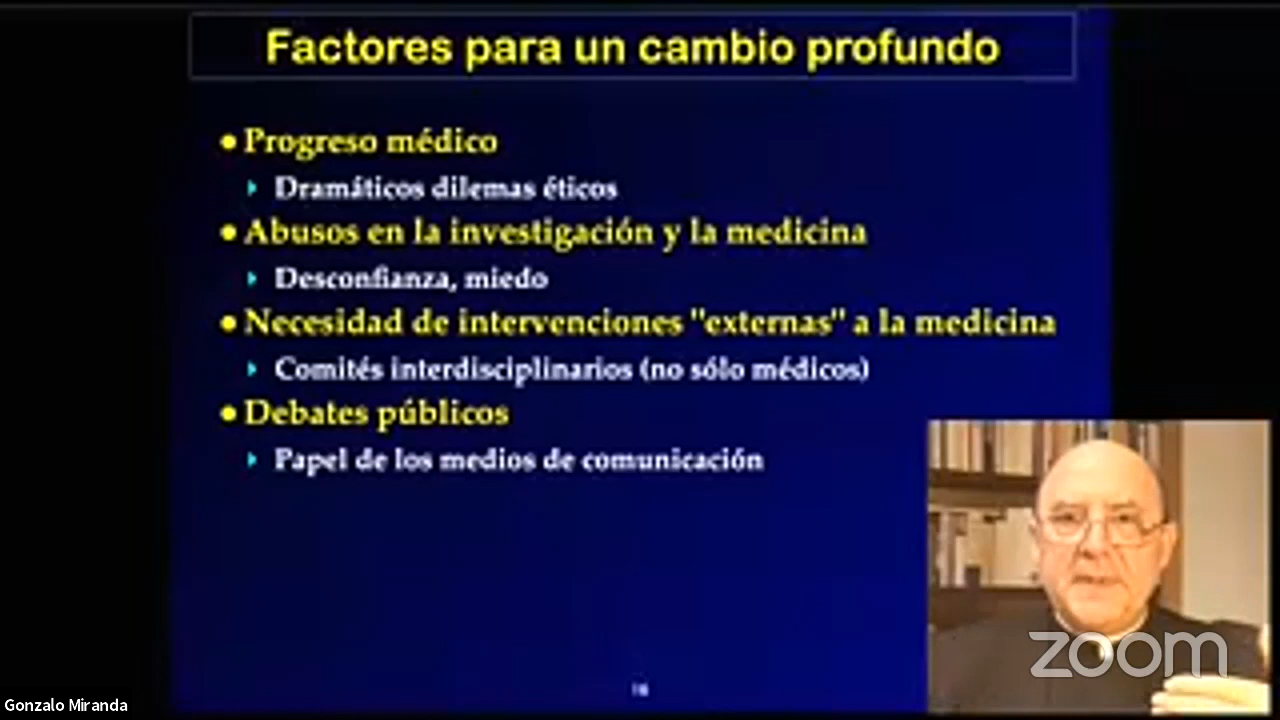 Factores para un cambio profundo
Progreso médico
Dramáticos dilemas éticos
Abusos en la investigación y la medicina
Desconfianza, miedo
Necesidad de intervenciones "externas" a la medicina
Comités interdisciplinarios (no sólo médicos)
Debates públicos
Papel de los medios de comunicación
zoom
Gonzalo Miranda